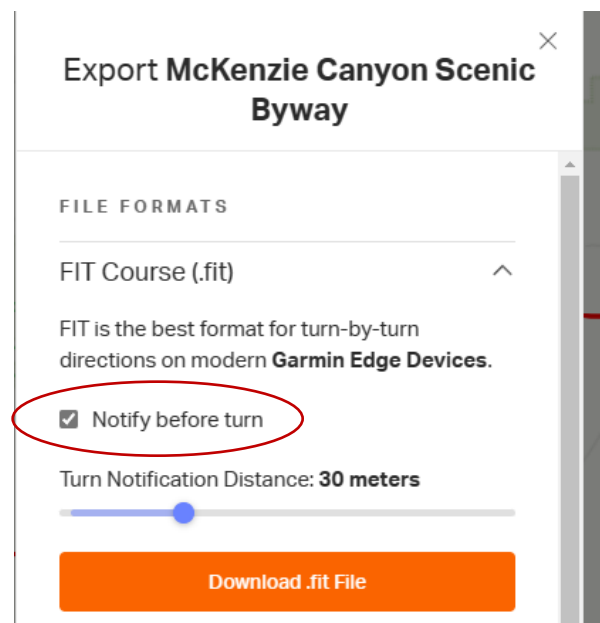 Export McKenzie Canyon Scenic
Byway
FILE FORMATS
FIT Course (.fit)
FIT is the best format for turn-by-turn
directions on modern Garmin Edge Devices.
Notify before turn
Turn Notification Distance: 30 meters
Download .fit File